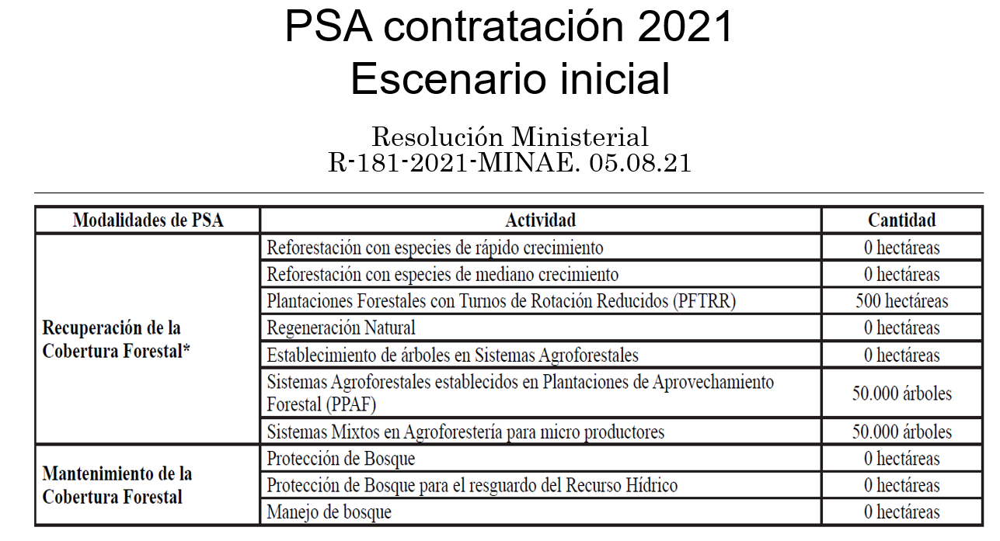 PSA contratación 2021
Escenario inicial
Resolución Ministerial
R-181-2021-MINAE. 05.08.21
Modalidades de PSA Actividad Cantidad
Recuperación de la
Cobertura Forestal*
Reforestación con especies de rápido crecimiento 0 hectáreas
Reforestación con especies de mediano crecimiento 0 hectáreas
Plantaciones Forestales con Turnos de Rotación Reducidos (PFTRR) 500 hectáreas
Regeneración Natural 0 hectáreas
Establecimiento de árboles en Sistemas Agroforestales 0 hectáreas
Sistemas Agroforestales establecidos en Plantaciones de Aprovechamiento
Forestal (PPAF) 50.000 árboles
Sistemas Mixtos en Agroforestería para micro productores 50.000 árboles
Mantenimiento de la
Cobertura Forestal
Protección de Bosque 0 hectáreas
Protección de Bosque para el resguardo del Recurso Hídrico 0 hectáreas
Manejo de bosque 0 hectáreas